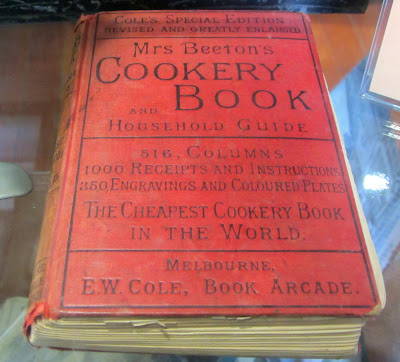 Cole's Special Edition
Revised and Greatly Enlarged
Mrs Beeton's
Cookery
Book
and
Household Guide
516, Columns
1000 Receipts and Instructions
350, Engravings and Coloured Plates
The Cheapest Cookery Book
in the World.
Melbourne,
E.W. Cole, Book Arcade.